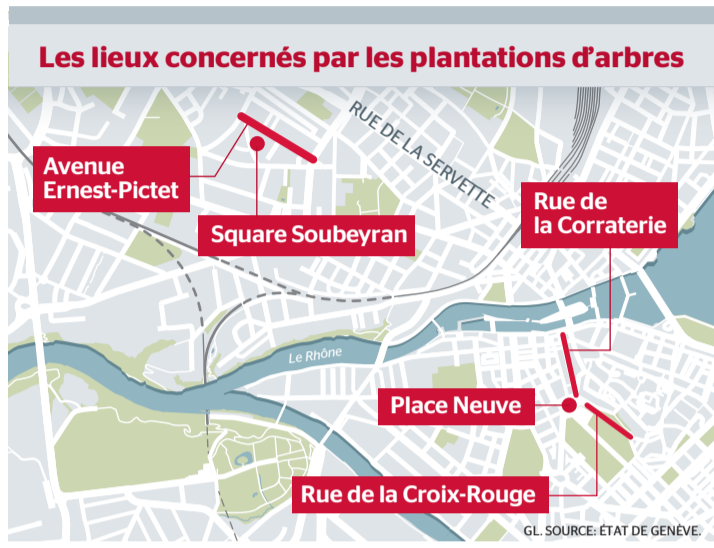 Les lieux concernés par les plantations d'arbres
RUE DE LA SERVETTE
Avenue
Ernest-Pictet
Square Soubeyran
Rue de
la Corraterie
Le Rhône
Place Neuve
Rue de la Croix-Rouge
GL. SOURCE: ÉTAT DE GENÈVE.